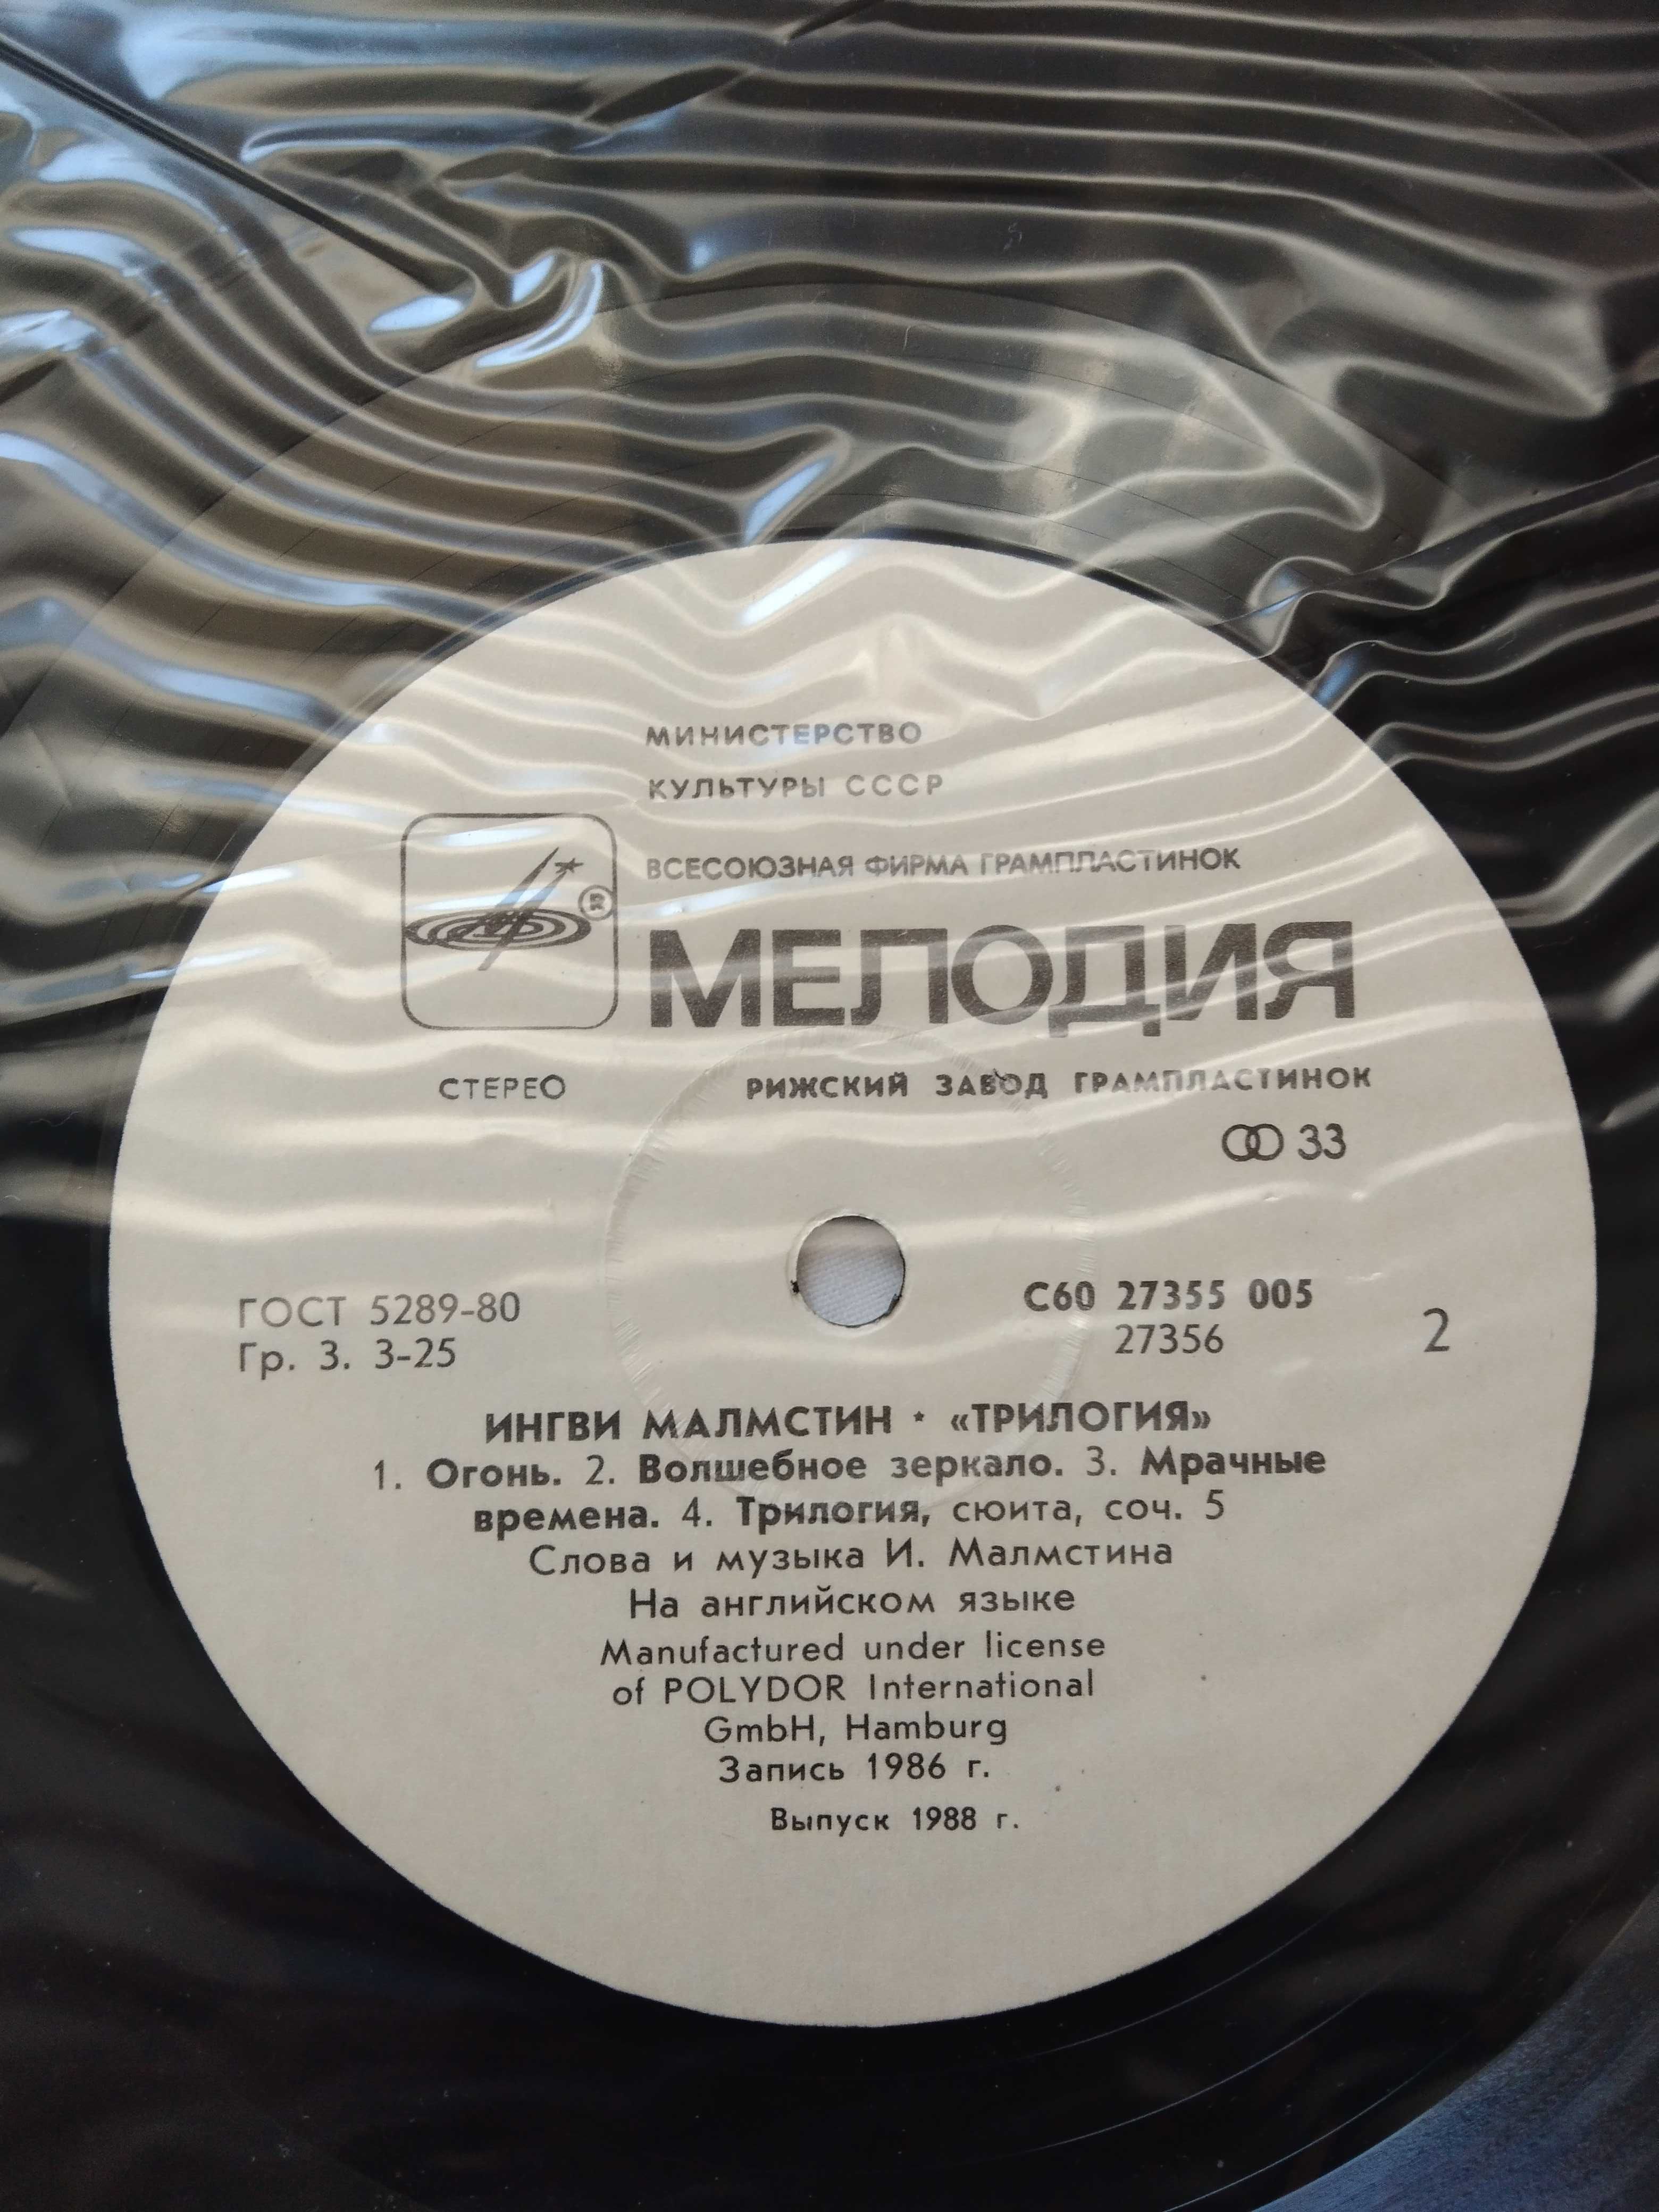 МИНИСТЕРСТВО
КУЛЬТУРЫ СССР
ВСЕСОЮЗНАЯ ФИРМА ГРАМПЛАСТИНОК
®
МЕЛОДИЯ
СТЕРЕО
РИЖСКИЙ ЗАВОД ГРАМПЛАСТИНОК
33
ГОСТ 5289-80
Гр. 3. 3-25
С60 27355 005
27356
2
ИНГВИ МАЛМСТИН * «ТРИЛОГИЯ»
1. Огонь. 2. Волшебное зеркало. 3. Мрачные
времена. 4. Трилогия, сюита, соч. 5
Слова и музыка И. Малмстина
На английском языке
Manufactured under license
of POLYDOR International
GmbH, Hamburg
Запись 1986 г.
Выпуск 1988 г.